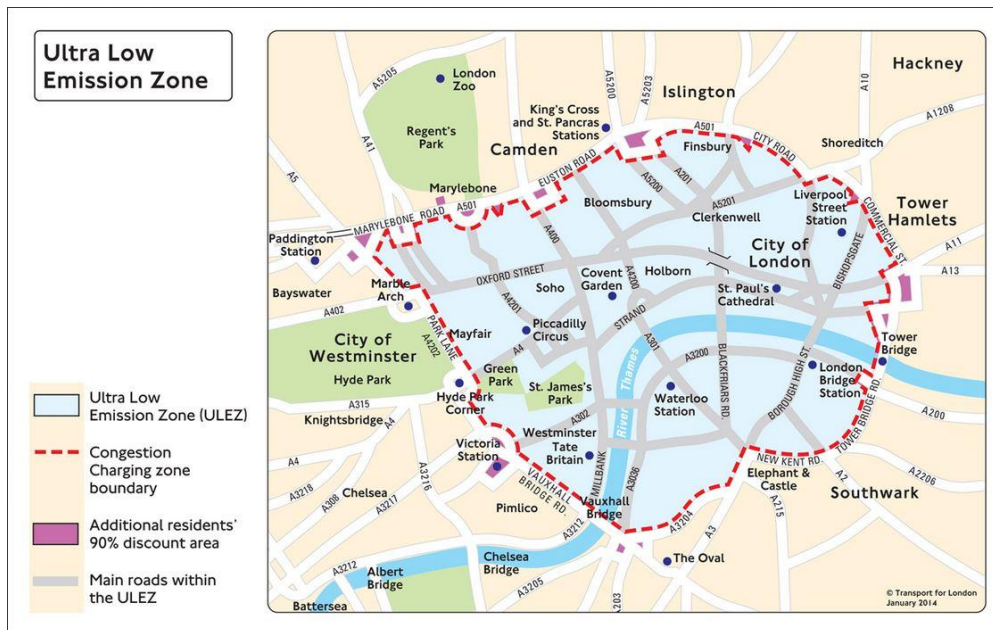 Ultra Low
Emission Zone
Ultra Low
Emission Zone (ULEZ)
Congestion
Charging zone
boundary
Additional residents'
90% discount area
Main roads within
the ULEZ
Hackney
A10
A1208
A5205
London
Zoo
A5200
A5203
Islington
King's Cross
and St. Pancras
Stations
A501
CITY ROAD
Shoreditch
Regent's
Park
A41
Camden
Finsbury
A5
EUSTON ROAD
A5200
A201
Marylebone
MARYLEBONE ROAD
A501
Bloomsbury
A5201
Clerkenwell
Liverpool
Street
Station
COMMERCIAL ST.
Tower
Hamlets
A11
A13
Paddington
Station
A400
City of
London
BISHOPSGATE
Bayswater
Marble
Arch
OXFORD STREET
Soho
Covent
Garden
A4200
Holborn
St. Paul's
Cathedral
A402
A4201
STRAND
City of
Westminster
PARK LANE
A4202
Mayfair
Piccadilly
Circus
A4
A301
A3200
Tower
Bridge
Hyde Park
Green
Park
St. James's
Park
River Thames
BLACKFRIARS RD.
BOROUGH HIGH ST.
London
Bridge
Station
A315
Hyde Park
Corner
Waterloo
Station
TOWER BRIDGE RD.
A200
Knightsbridge
A4
A302
Victoria
Station
Westminster
Tate
Britain
MILLBANK
A3036
NEW KENT RD.
Elephant &
Castle
A2
A2206
A4
A3218
A308
Chelsea
A3217
A3216
VAUXHALL
BRIDGE RD.
Pimlico
Vauxhall
Bridge
A3212
A3204
A3
A215
Southwark
A3212
Albert
Bridge
Chelsea
Bridge
A3205
The Oval
A203
Battersea
© Transport for London
January 2014